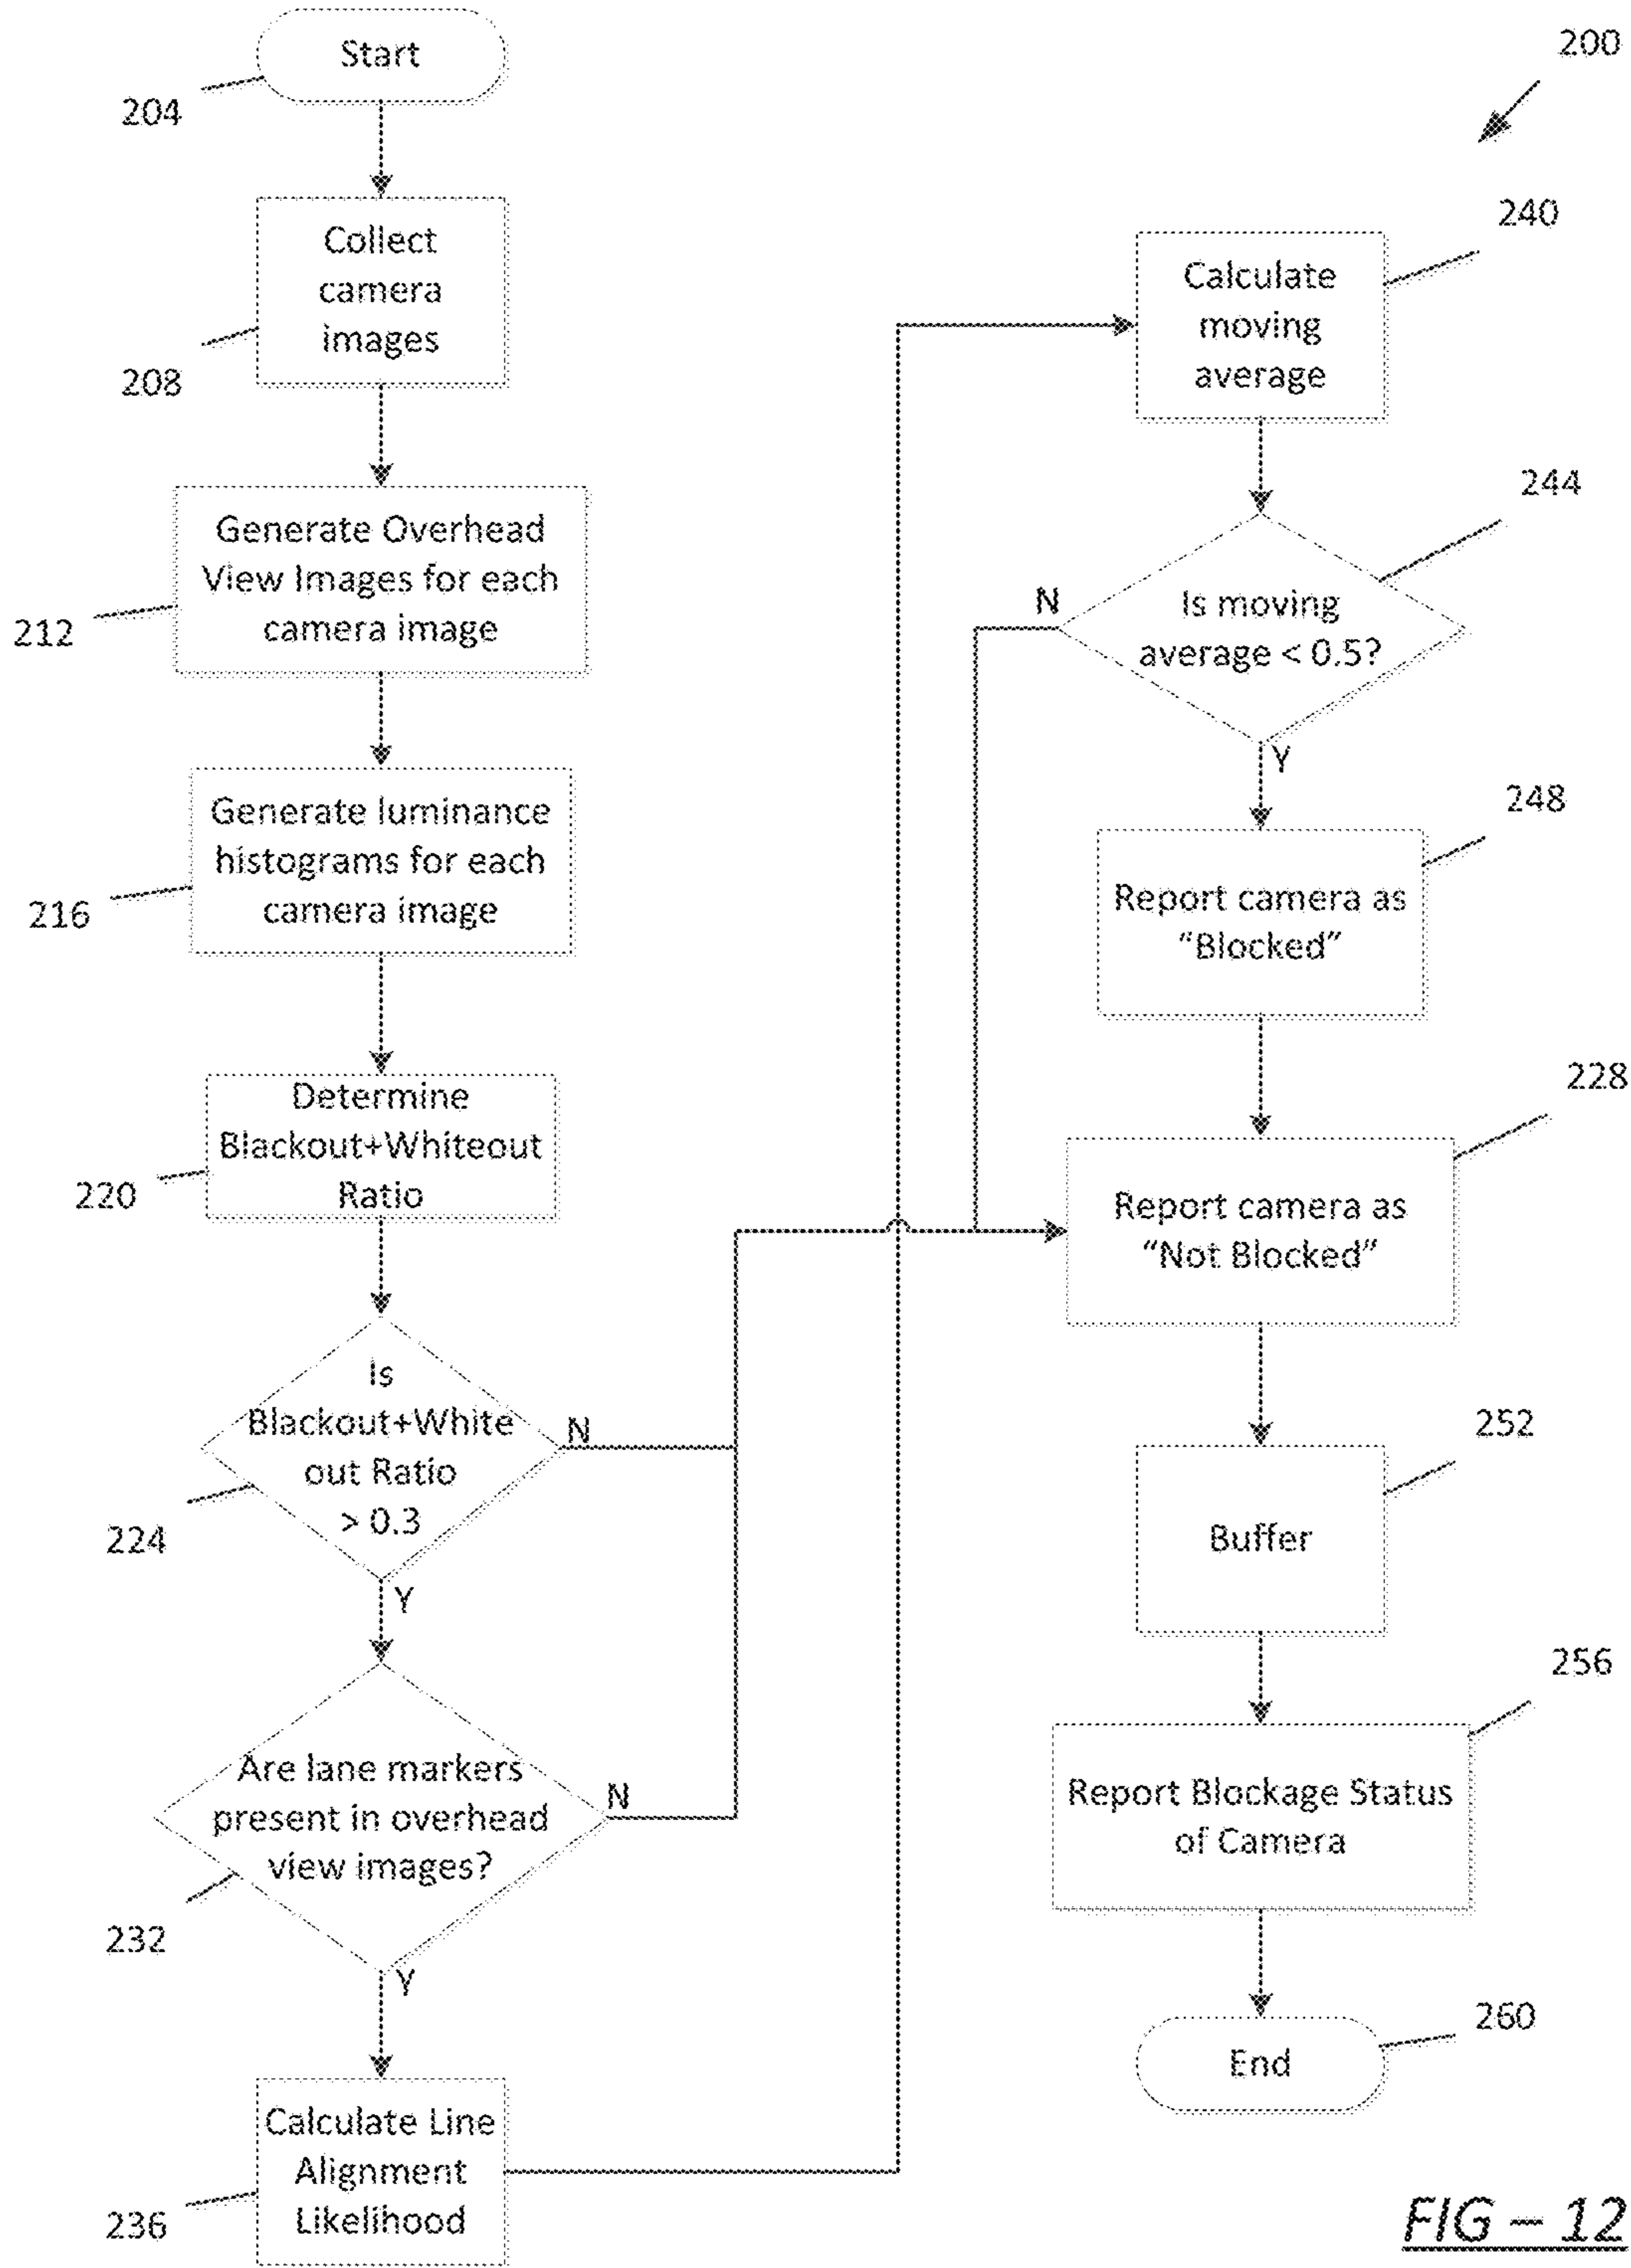 Start
204
Collect
camera
images
208
Generate Overhead
View Images for each
camera image
212
Generate luminance
histograms for each
camera image
216
Determine
Blackout+Whiteout
Ratio
220
Is
Blackout+White
out Ratio
> 0.3
N
224
Y
Are lane markers
present in overhead
view images?
N
232
Y
Calculate Line
Alignment
Likelihood
236
200
240
Calculate
moving
average
244
N
Is moving
average < 0.5?
Y
248
Report camera as
“Blocked”
228
Report camera as
“Not Blocked”
252
Buffer
256
Report Blockage Status
of Camera
260
End
FIG – 12